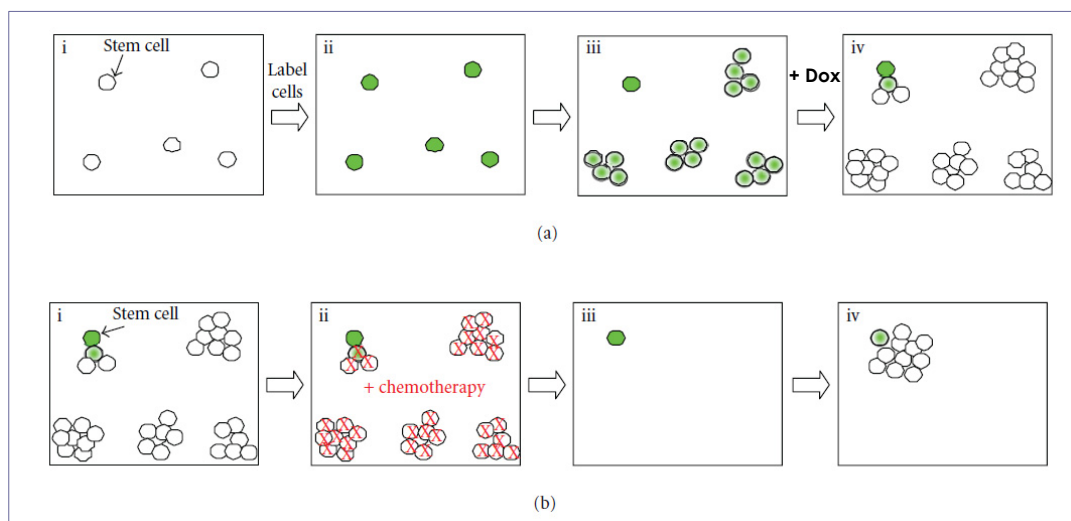 i
Stem cell
Label
cells
ii
iii
+ Dox
iv
(a)
i
Stem cell
ii
+ chemotherapy
iii
iv
(b)